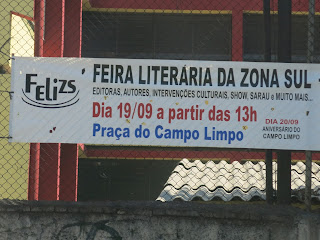 FELIZS
FEIRA LITERÁRIA DA ZONA SUL
EDITORAS, AUTORES, INTERVENÇÕES CULTURAIS, SHOW, SARAU e MUITO MAIS...
Dia 19/09 a partir das 13h
Praça do Campo Limpo
DIA 20/09
ANIVERSÁRIO DO
CAMPO LIMPO